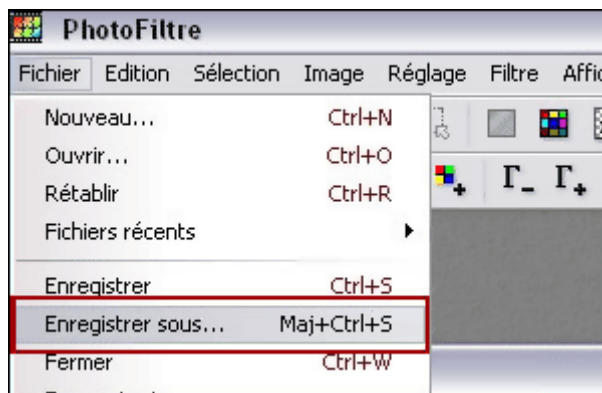 PhotoFiltre
Fichier Edition Sélection Image Réglage Filtre Affic
Nouveau... Ctrl+N
Ouvrir... Ctrl+O
Rétablir Ctrl+R
Γ- Γ+
Fichiers récents
Enregistrer Ctrl+S
Enregistrer sous... Maj+Ctrl+S
Fermer Ctrl+W